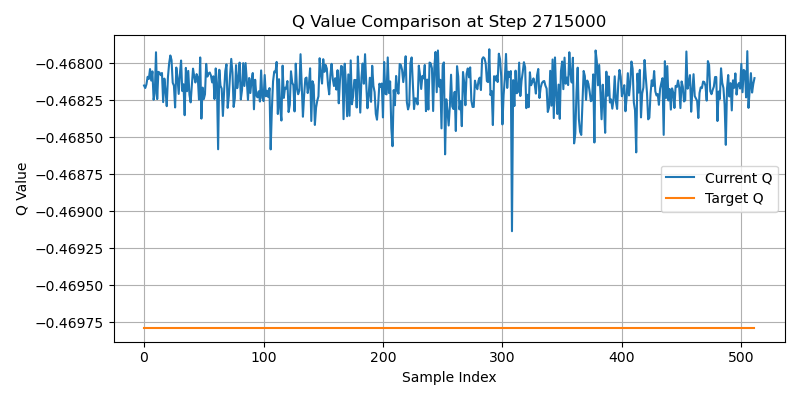 Q Value Comparison at Step 2715000
−0.46800
−0.46825
−0.46850
−0.46875
−0.46900
−0.46925
−0.46950
−0.46975
Q Value
Current Q
Target Q
0 100 200 300 400 500
Sample Index